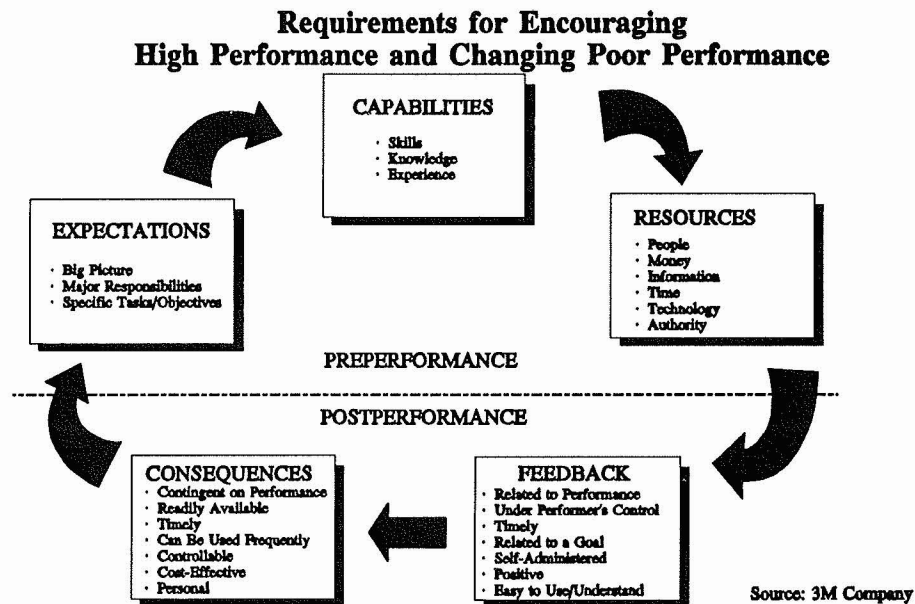 Requirements for Encouraging
High Performance and Changing Poor Performance
CAPABILITIES
· Skills
· Knowledge
· Experience
EXPECTATIONS
· Big Picture
· Major Responsibilities
· Specific Tasks/Objectives
RESOURCES
· People
· Money
· Information
· Time
· Technology
· Authority
PREPERFORMANCE
POSTPERFORMANCE
CONSEQUENCES
· Contingent on Performance
· Readily Available
· Timely
· Can Be Used Frequently
· Controllable
· Cost-Effective
· Personal
FEEDBACK
· Related to Performance
· Under Performer's Control
· Timely
· Related to a Goal
· Self-Administered
· Positive
· Easy to Use/Understand
Source: 3M Company